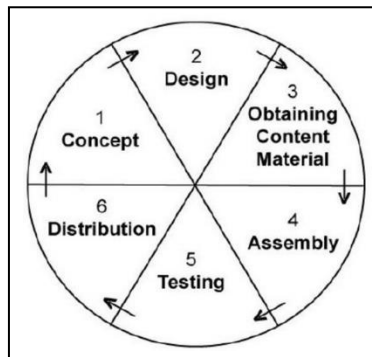 1
Concept
2
Design
3
Obtaining
Content
Material
4
Assembly
5
Testing
6
Distribution